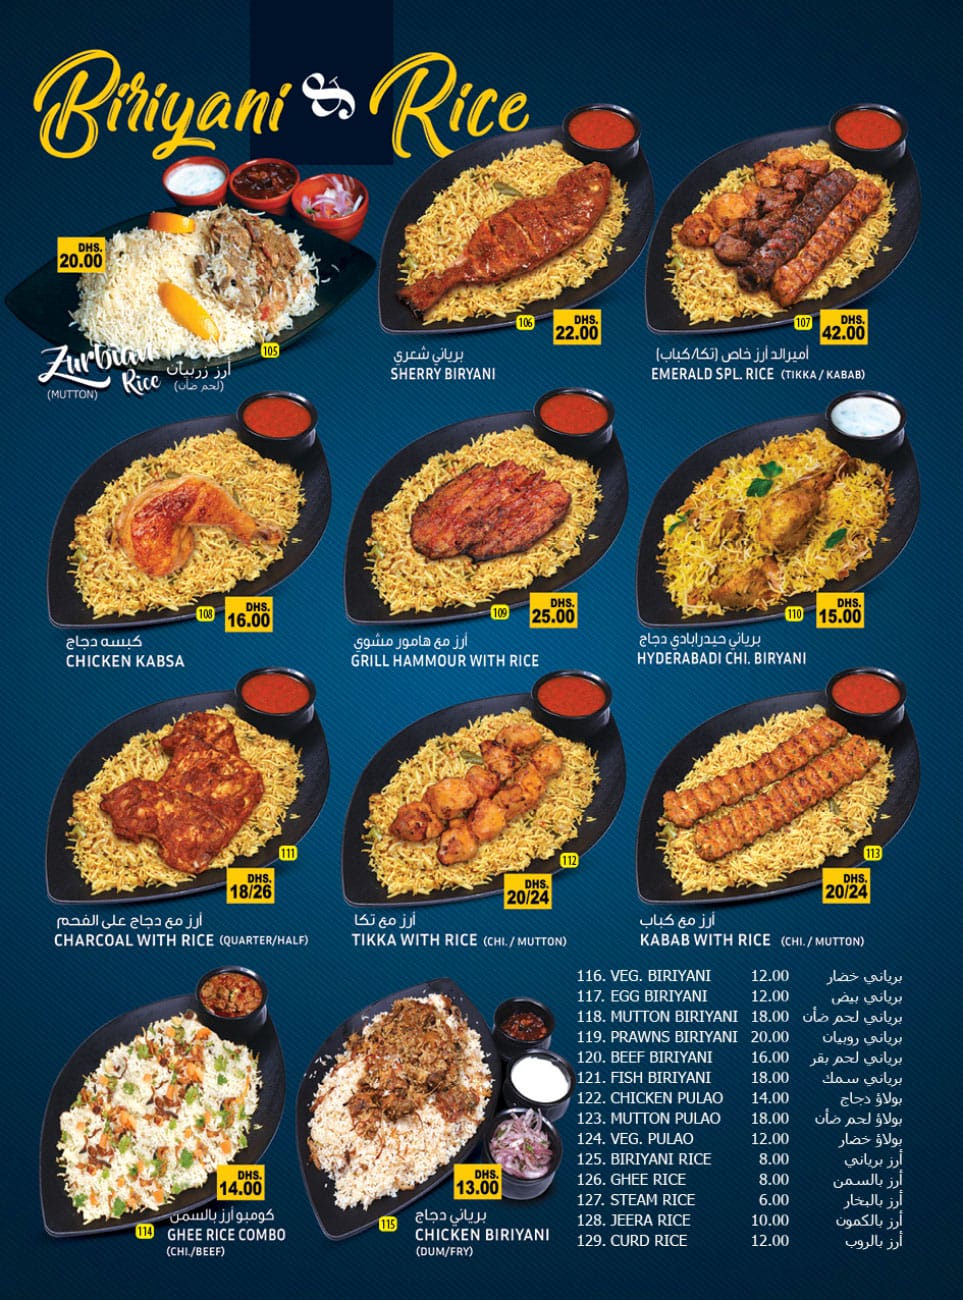 Biriyani & Rice
DHS.
20.00
105
Zurbian
Rice
(MUTTON)
أرز زربيان
(لحم ضأن)
106
DHS.
22.00
برياني شعري
SHERRY BIRYANI
107
DHS.
42.00
أميرالد أرز خاص (تكا/كباب)
EMERALD SPL. RICE (TIKKA / KABAB)
108
DHS.
16.00
كبسه دجاج
CHICKEN KABSA
109
DHS.
25.00
أرز مع هامور مشوي
GRILL HAMMOUR WITH RICE
110
DHS.
15.00
برياني حيدرابادي دجاج
HYDERABADI CHI. BIRYANI
111
DHS.
18/26
أرز مع دجاج على الفحم
CHARCOAL WITH RICE (QUARTER/HALF)
112
DHS.
20/24
أرز مع تكا
TIKKA WITH RICE (CHI. / MUTTON)
113
DHS.
20/24
أرز مع كباب
KABAB WITH RICE (CHI. / MUTTON)
114
DHS.
14.00
كومبو أرز بالسمن
GHEE RICE COMBO
(CHI./BEEF)
115
DHS.
13.00
برياني دجاج
CHICKEN BIRIYANI
(DUM/FRY)
116. VEG. BIRIYANI 12.00 برياني خضار
117. EGG BIRIYANI 12.00 برياني بيض
118. MUTTON BIRIYANI 18.00 برياني لحم ضأن
119. PRAWNS BIRIYANI 20.00 برياني روبيان
120. BEEF BIRIYANI 16.00 برياني لحم بقر
121. FISH BIRIYANI 18.00 برياني سمك
122. CHICKEN PULAO 14.00 بولاؤ دجاج
123. MUTTON PULAO 18.00 بولاؤ لحم ضأن
124. VEG. PULAO 12.00 بولاؤ خضار
125. BIRIYANI RICE 8.00 أرز برياني
126. GHEE RICE 8.00 أرز بالسمن
127. STEAM RICE 6.00 أرز بالبخار
128. JEERA RICE 10.00 أرز بالكمون
129. CURD RICE 12.00 أرز بالروب